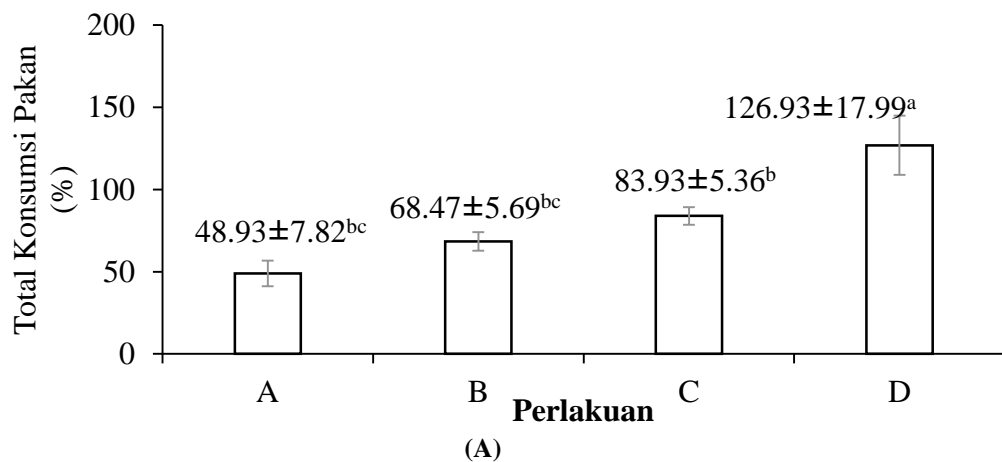 Total Konsumsi Pakan
(%)
200
150
100
50
0
48.93±7.82ᵇᶜ
68.47±5.69ᵇᶜ
83.93±5.36ᵇ
126.93±17.99ᵃ
A
B
C
D
Perlakuan
(A)